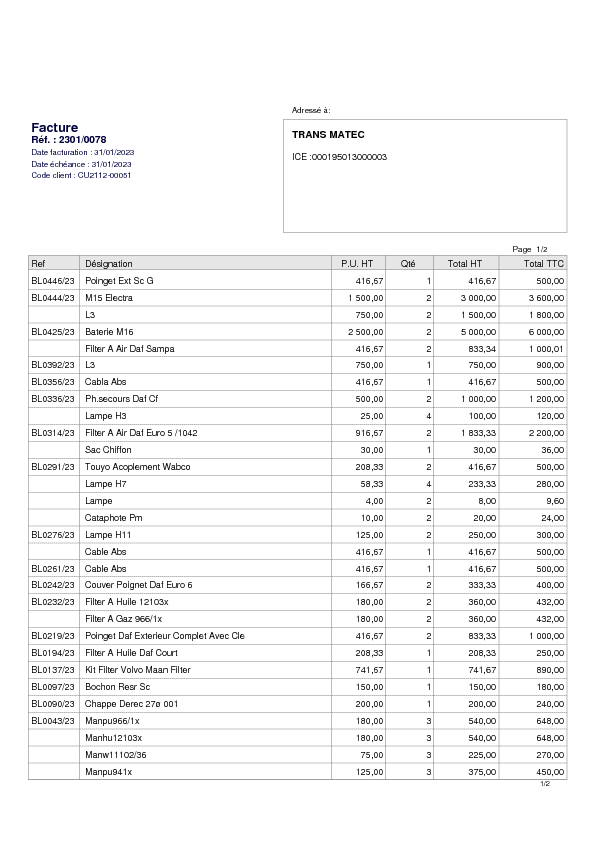 Adressé à:
Facture
Réf. : 2301/0078
Date facturation : 31/01/2023
Date échéance : 31/01/2023
Code client : CU2112-00051
TRANS MATEC
ICE :000195013000003
Page 1/2
Ref Désignation P.U. HT Qté Total HT Total TTC
BL0446/23 Poinget Ext Sc G 416,67 1 416,67 500,00
BL0444/23 M15 Electra 1 500,00 2 3 000,00 3 600,00
L3 750,00 2 1 500,00 1 800,00
BL0425/23 Baterie M16 2 500,00 2 5 000,00 6 000,00
Filter A Air Daf Sampa 416,67 2 833,34 1 000,01
BL0392/23 L3 750,00 1 750,00 900,00
BL0356/23 Cabla Abs 416,67 1 416,67 500,00
BL0336/23 Ph.secours Daf Cf 500,00 2 1 000,00 1 200,00
Lampe H3 25,00 4 100,00 120,00
BL0314/23 Filter A Air Daf Euro 5 /1042 916,67 2 1 833,33 2 200,00
Sac Chiffon 30,00 1 30,00 36,00
BL0291/23 Touyo Acoplement Wabco 208,33 2 416,67 500,00
Lampe H7 58,33 4 233,33 280,00
Lampe 4,00 2 8,00 9,60
Cataphote Pm 10,00 2 20,00 24,00
BL0276/23 Lampe H11 125,00 2 250,00 300,00
Cable Abs 416,67 1 416,67 500,00
BL0261/23 Cable Abs 416,67 1 416,67 500,00
BL0242/23 Couver Poignet Daf Euro 6 166,67 2 333,33 400,00
BL0232/23 Filter A Huile 12103x 180,00 2 360,00 432,00
Filter A Gaz 966/1x 180,00 2 360,00 432,00
BL0219/23 Poinget Daf Exterieur Complet Avec Cle 416,67 2 833,33 1 000,00
BL0194/23 Filter A Huile Daf Court 208,33 1 208,33 250,00
BL0137/23 Kit Filter Volvo Maan Filter 741,67 1 741,67 890,00
BL0097/23 Bochon Resr Sc 150,00 1 150,00 180,00
BL0090/23 Chappe Derec 27ø 001 200,00 1 200,00 240,00
BL0043/23 Manpu966/1x 180,00 3 540,00 648,00
Manhu12103x 180,00 3 540,00 648,00
Manw11102/36 75,00 3 225,00 270,00
Manpu941x 125,00 3 375,00 450,00
1/2